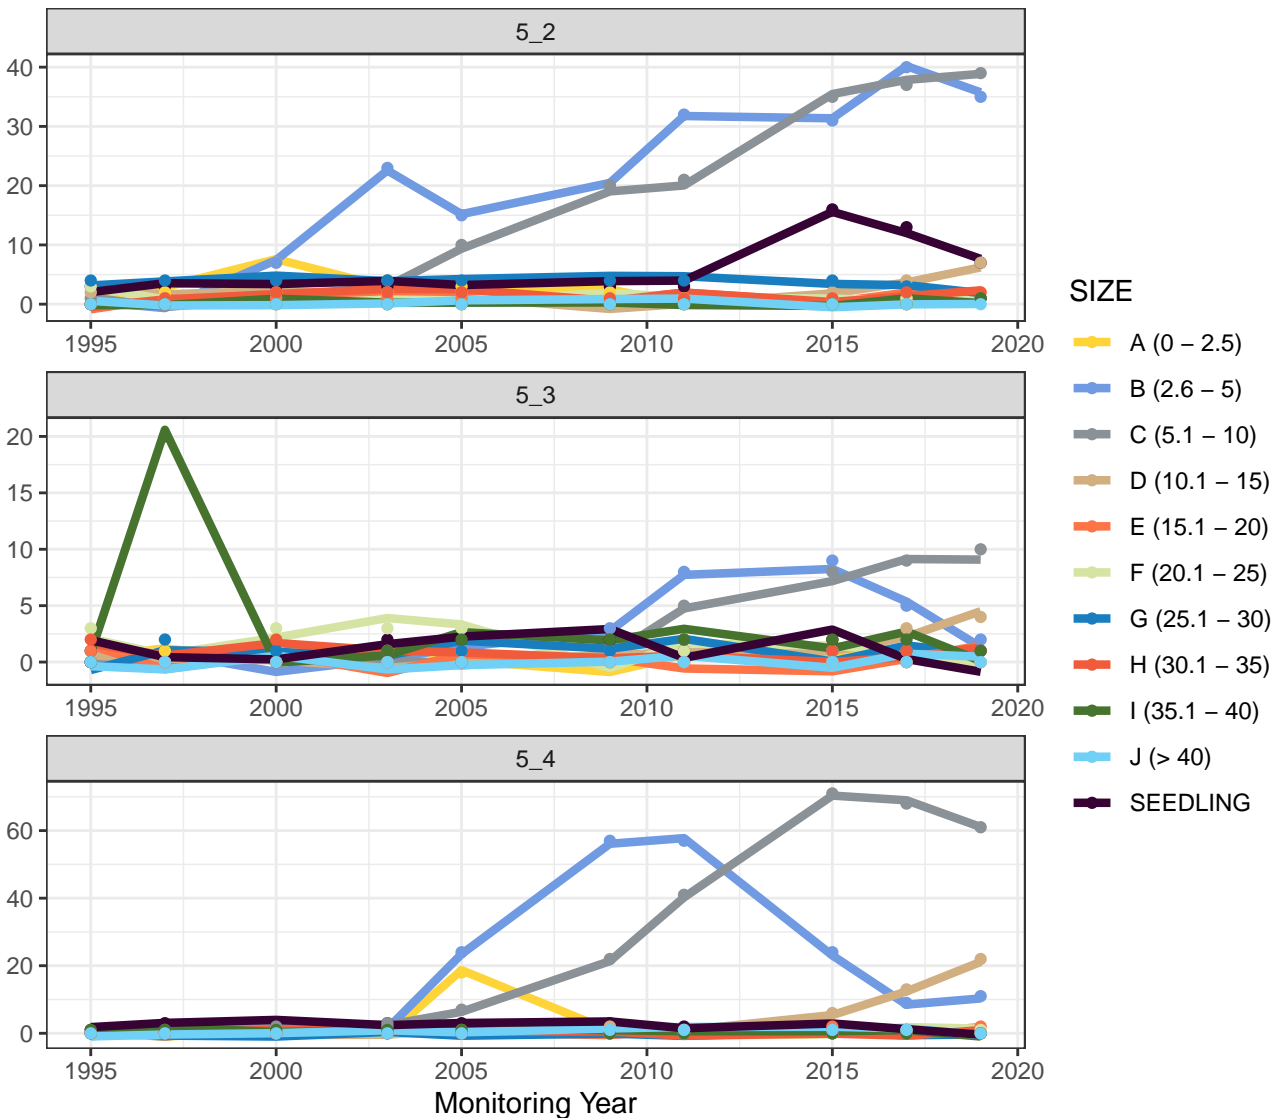 5_2
40
30
20
10
0
1995 2000 2005 2010 2015 2020
5_3
20
15
10
5
0
1995 2000 2005 2010 2015 2020
5_4
60
40
20
0
1995 2000 2005 2010 2015 2020
Monitoring Year
SIZE
A (0 − 2.5)
B (2.6 − 5)
C (5.1 − 10)
D (10.1 − 15)
E (15.1 − 20)
F (20.1 − 25)
G (25.1 − 30)
H (30.1 − 35)
I (35.1 − 40)
J (> 40)
SEEDLING